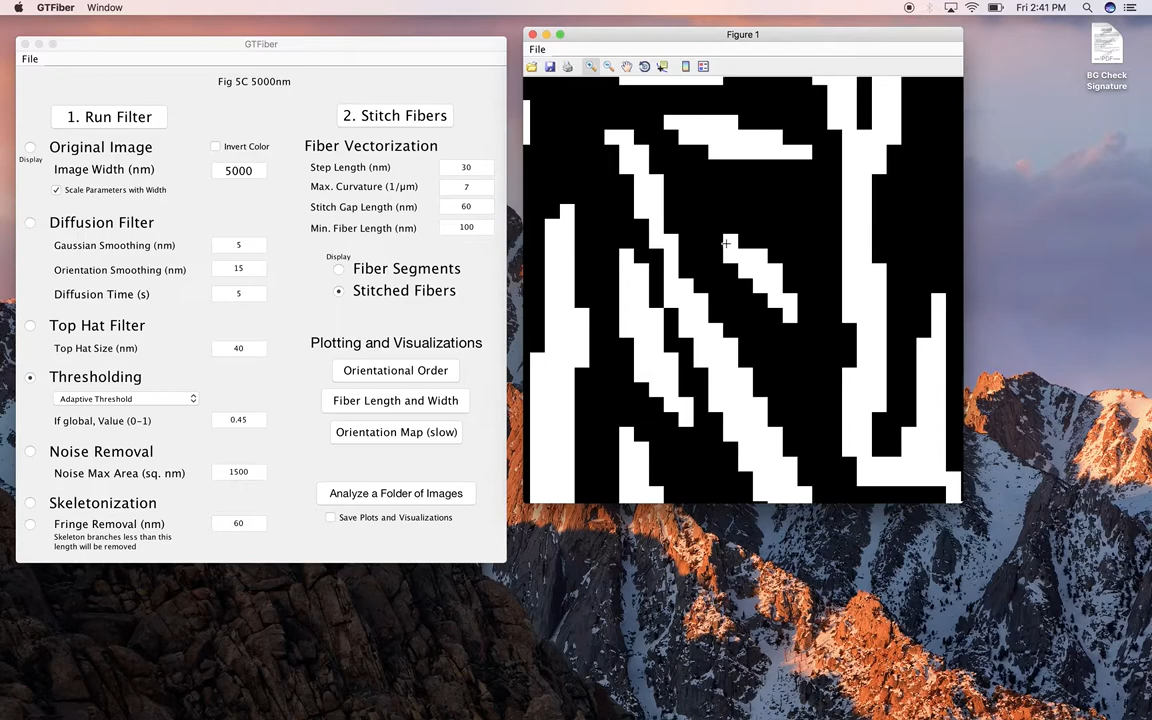 GTFiber Window Fri 2:41 PM
GTFiber
File
Fig 5C 5000nm
1. Run Filter
2. Stitch Fibers
Display
Original Image
Invert Color
Image Width (nm) 5000
Scale Parameters with Width
Diffusion Filter
Gaussian Smoothing (nm) 5
Orientation Smoothing (nm) 15
Diffusion Time (s) 5
Top Hat Filter
Top Hat Size (nm) 40
Thresholding
Adaptive Threshold
If global, Value (0-1) 0.45
Noise Removal
Noise Max Area (sq. nm) 1500
Skeletonization
Fringe Removal (nm) 60
Skeleton branches less than this
length will be removed
Fiber Vectorization
Step Length (nm) 30
Max. Curvature (1/μm) 7
Stitch Gap Length (nm) 60
Min. Fiber Length (nm) 100
Display
Fiber Segments
Stitched Fibers
Plotting and Visualizations
Orientational Order
Fiber Length and Width
Orientation Map (slow)
Analyze a Folder of Images
Save Plots and Visualizations
Figure 1
File
PDF
BG Check
Signature